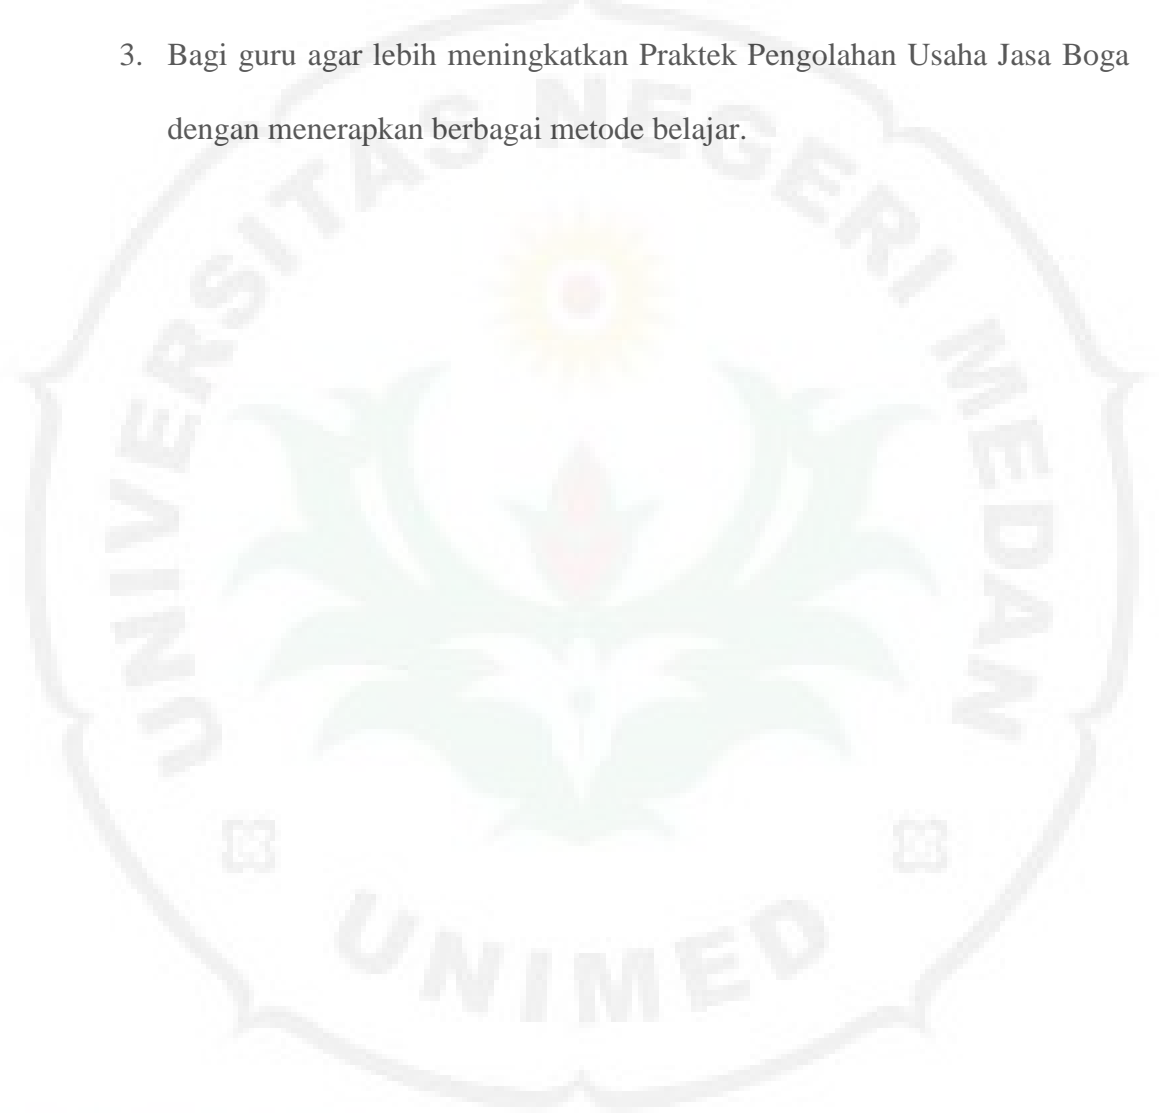 3. Bagi guru agar lebih meningkatkan Praktek Pengolahan Usaha Jasa Boga
dengan menerapkan berbagai metode belajar.
UNIVERSITAS NEGERI MEDAN
UNIMED